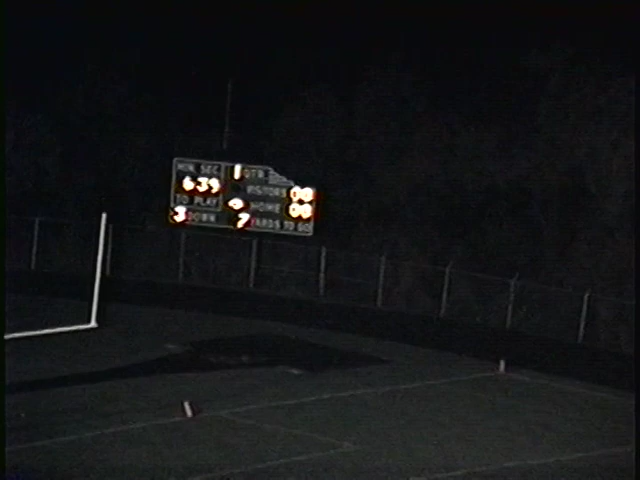 MIN SEC 1 QTR
6 39 VISITORS 00
TO PLAY HOME 00
3 DOWN 7 YARDS TO GO